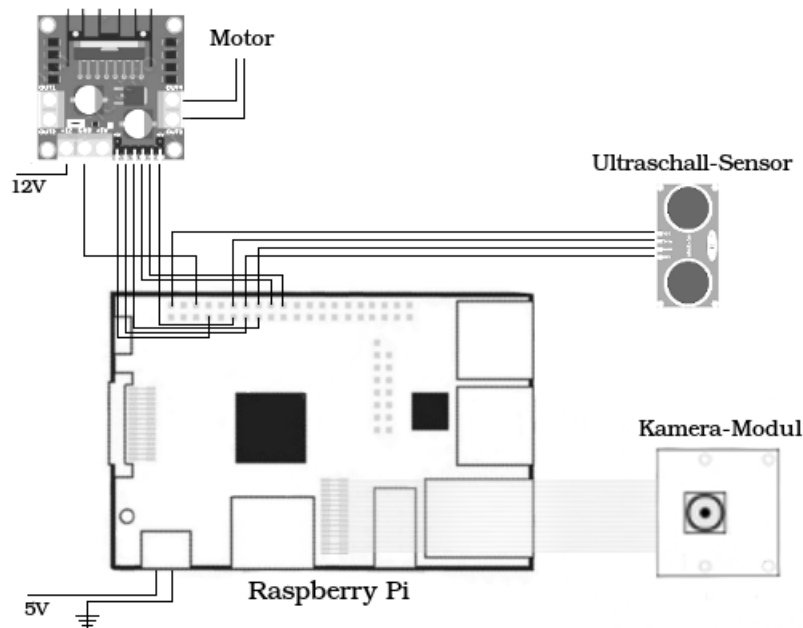 Motor
12V
Ultraschall-Sensor
Kamera-Modul
Raspberry Pi
5V